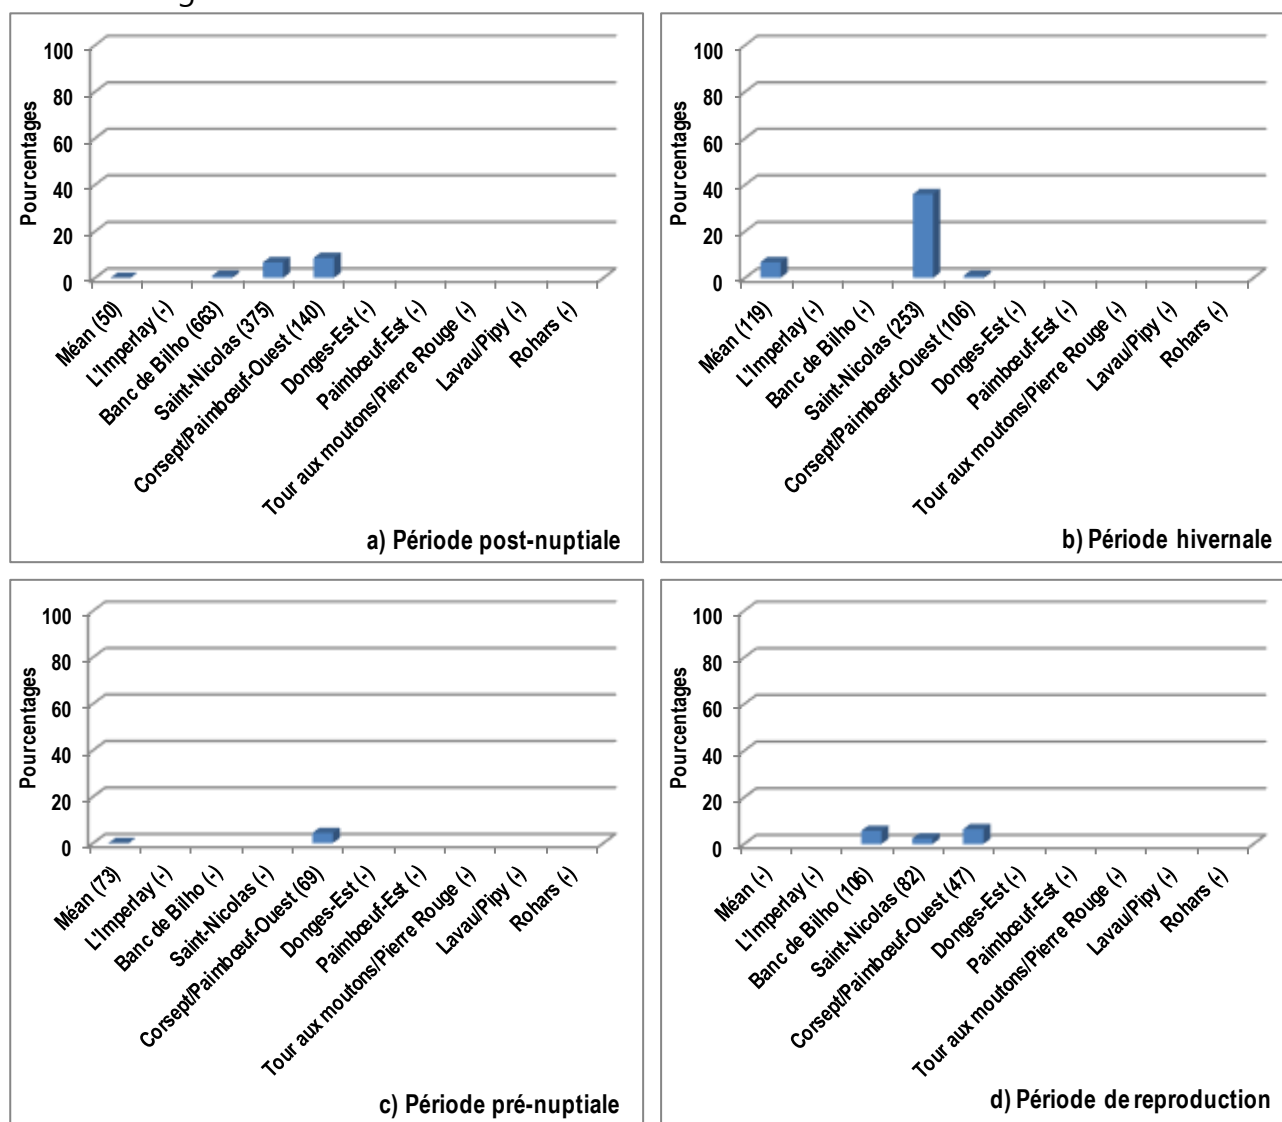 100
80
60
40
20
0
Pourcentages
Méan (50)
L'Imperlay (-)
Banc de Bilho (663)
Saint-Nicolas (375)
Corsept/Paimbœuf-Ouest (140)
Donges-Est (-)
Paimbœuf-Est (-)
Tour aux moutons/Pierre Rouge (-)
Lavau/Pipy (-)
Rohars (-)
a) Période post-nuptiale
100
80
60
40
20
0
Pourcentages
Méan (119)
L'Imperlay (-)
Banc de Bilho (-)
Saint-Nicolas (253)
Corsept/Paimbœuf-Ouest (106)
Donges-Est (-)
Paimbœuf-Est (-)
Tour aux moutons/Pierre Rouge (-)
Lavau/Pipy (-)
Rohars (-)
b) Période hivernale
100
80
60
40
20
0
Pourcentages
Méan (73)
L'Imperlay (-)
Banc de Bilho (-)
Saint-Nicolas (-)
Corsept/Paimbœuf-Ouest (69)
Donges-Est (-)
Paimbœuf-Est (-)
Tour aux moutons/Pierre Rouge (-)
Lavau/Pipy (-)
Rohars (-)
c) Période pré-nuptiale
100
80
60
40
20
0
Pourcentages
Méan (-)
L'Imperlay (-)
Banc de Bilho (106)
Saint-Nicolas (82)
Corsept/Paimbœuf-Ouest (47)
Donges-Est (-)
Paimbœuf-Est (-)
Tour aux moutons/Pierre Rouge (-)
Lavau/Pipy (-)
Rohars (-)
d) Période de reproduction